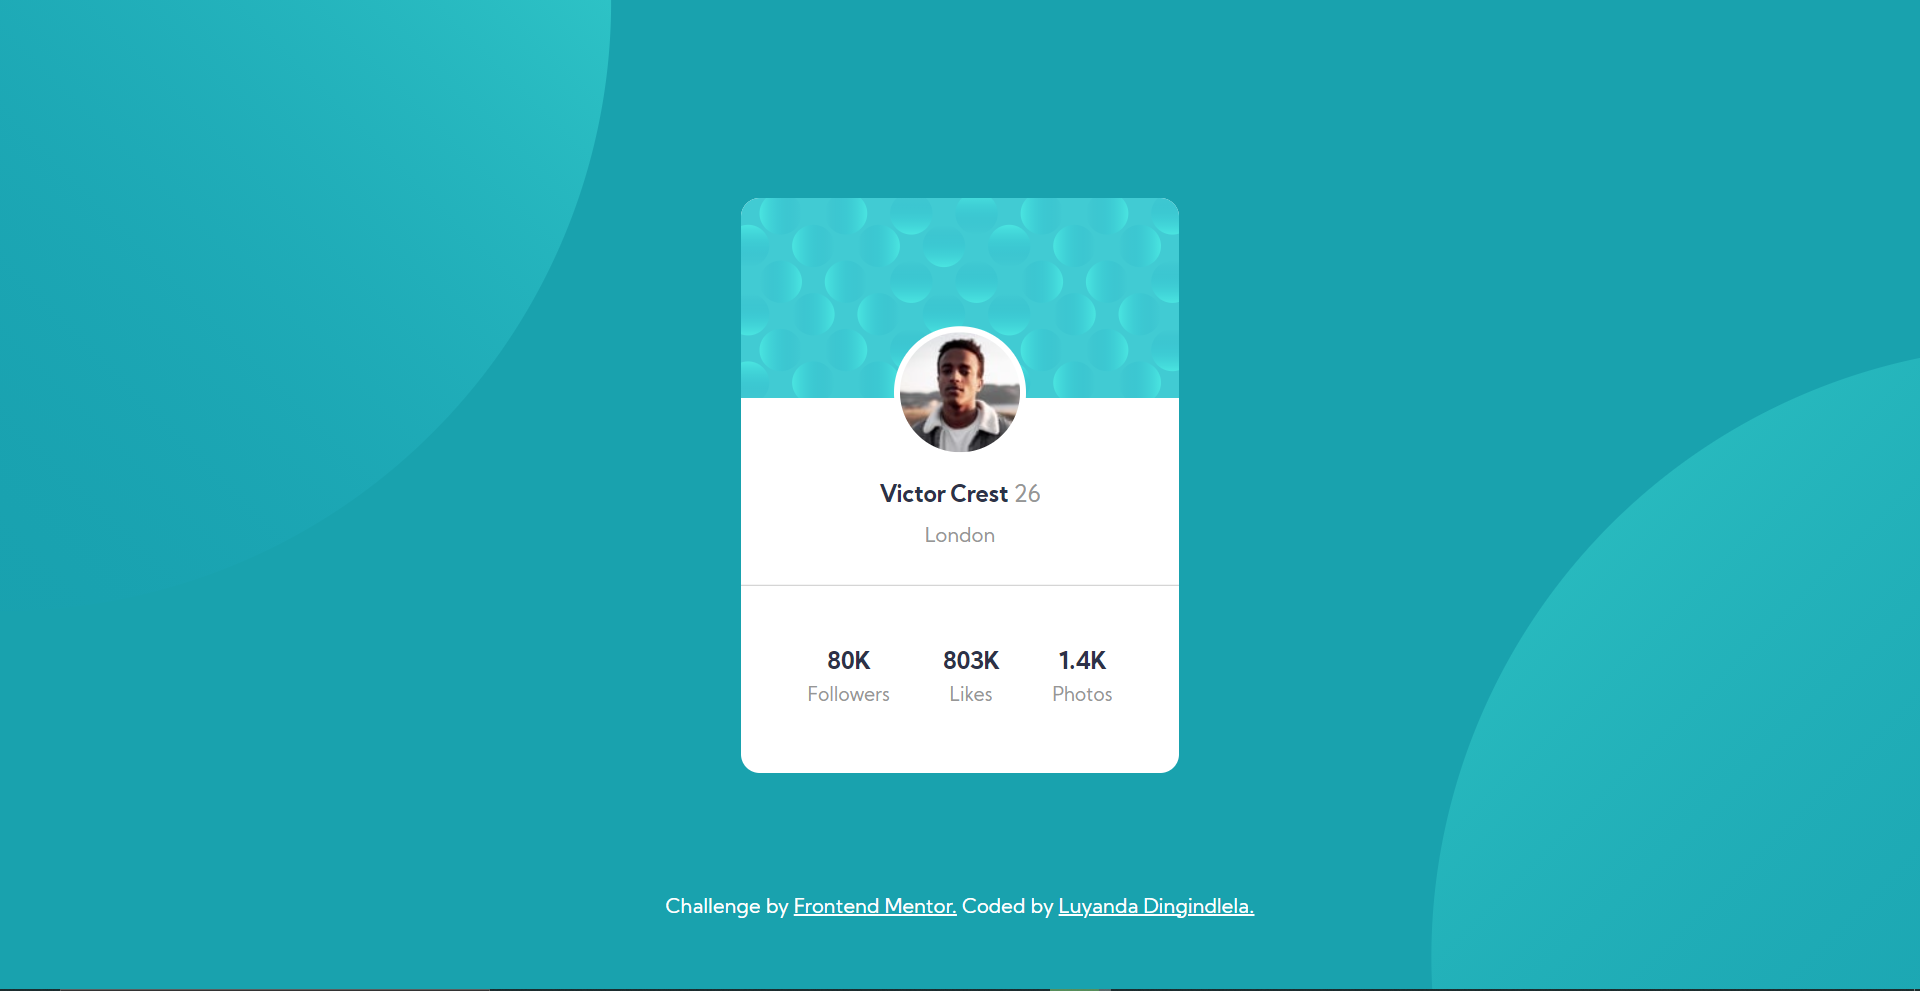 Victor Crest 26
London
80K 803K 1.4K
Followers Likes Photos
Challenge by Frontend Mentor. Coded by Luyanda Dingindlela.